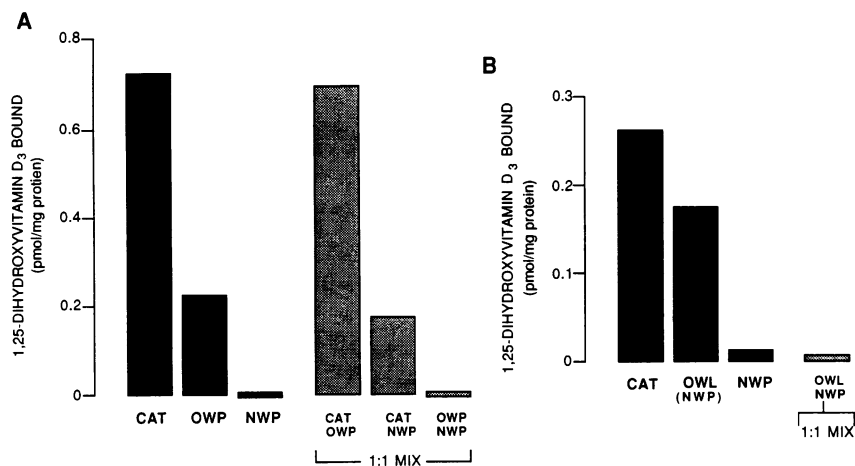 A
1,25-DIHYDROXYVITAMIN D3 BOUND
(pmol/mg protien)
0.8
0.6
0.4
0.2
0
CAT OWP NWP
CAT OWP
CAT NWP
OWP NWP
1:1 MIX
B
1,25-DIHYDROXYVITAMIN D3 BOUND
(pmol/mg protein)
0.3
0.2
0.1
0
CAT OWL (NWP) NWP
OWL NWP
1:1 MIX